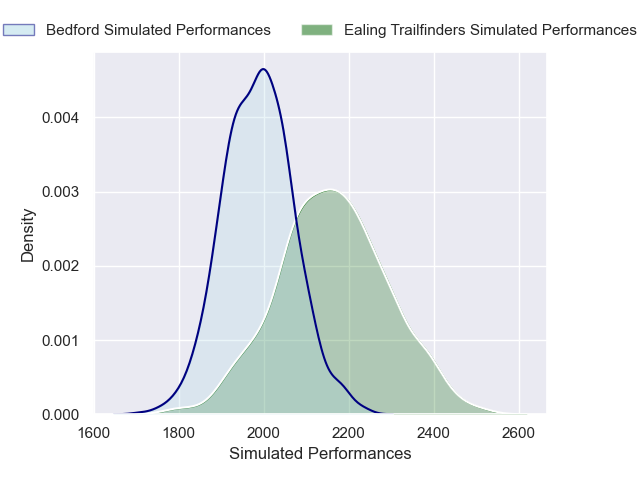 Bedford Simulated Performances
Ealing Trailfinders Simulated Performances
0.004
0.003
0.002
0.001
0.000
Density
1600 1800 2000 2200 2400 2600
Simulated Performances